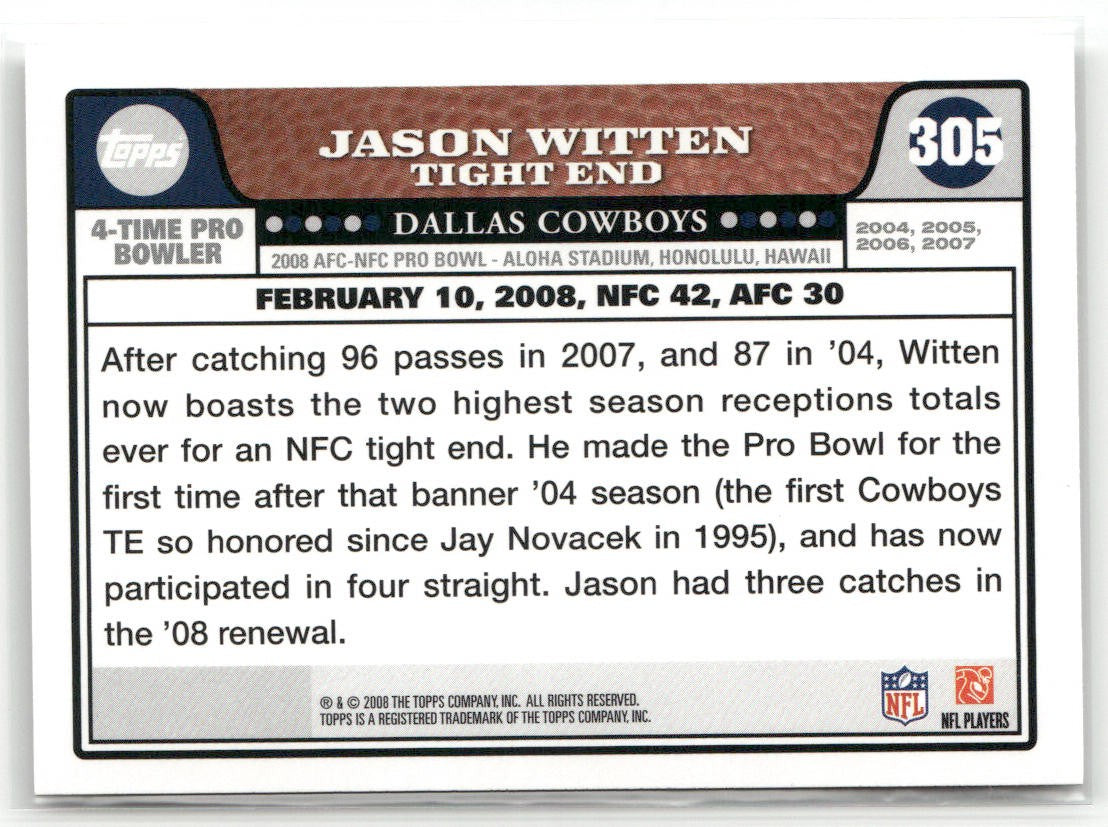 Topps
JASON WITTEN
TIGHT END
305
4-TIME PRO
BOWLER
DALLAS COWBOYS
2004, 2005,
2006, 2007
2008 AFC-NFC PRO BOWL - ALOHA STADIUM, HONOLULU, HAWAII
FEBRUARY 10, 2008, NFC 42, AFC 30
After catching 96 passes in 2007, and 87 in ’04, Witten
now boasts the two highest season receptions totals
ever for an NFC tight end. He made the Pro Bowl for the
first time after that banner ’04 season (the first Cowboys
TE so honored since Jay Novacek in 1995), and has now
participated in four straight. Jason had three catches in
the ’08 renewal.
® & © 2008 THE TOPPS COMPANY, INC. ALL RIGHTS RESERVED.
TOPPS IS A REGISTERED TRADEMARK OF THE TOPPS COMPANY, INC.
NFL
NFL PLAYERS